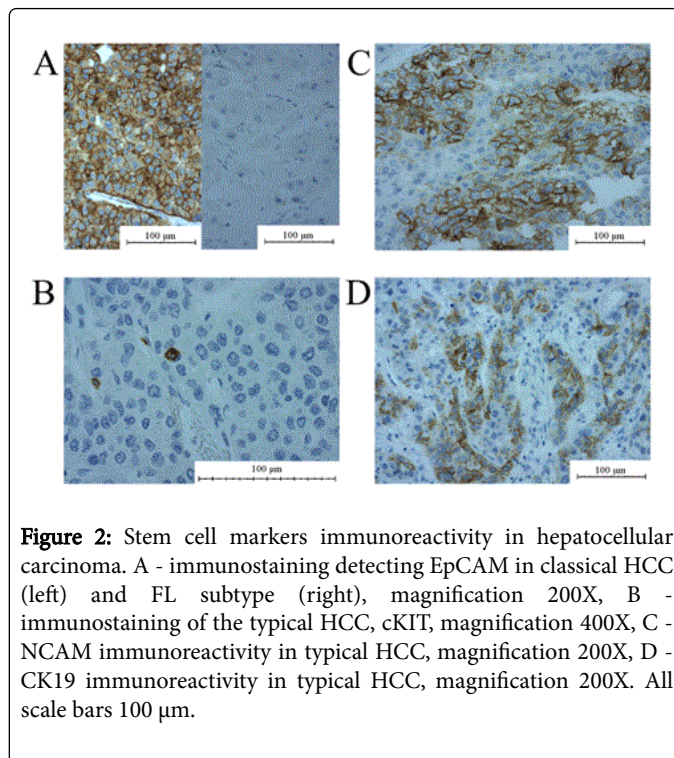 A
C
100 µm
100 µm
100 µm
B
D
100 µm
100 µm
Figure 2: Stem cell markers immunoreactivity in hepatocellular
carcinoma. A - immunostaining detecting EpCAM in classical HCC
(left) and FL subtype (right), magnification 200X, B -
immunostaining of the typical HCC, cKIT, magnification 400X, C -
NCAM immunoreactivity in typical HCC, magnification 200X, D -
CK19 immunoreactivity in typical HCC, magnification 200X. All
scale bars 100 µm.